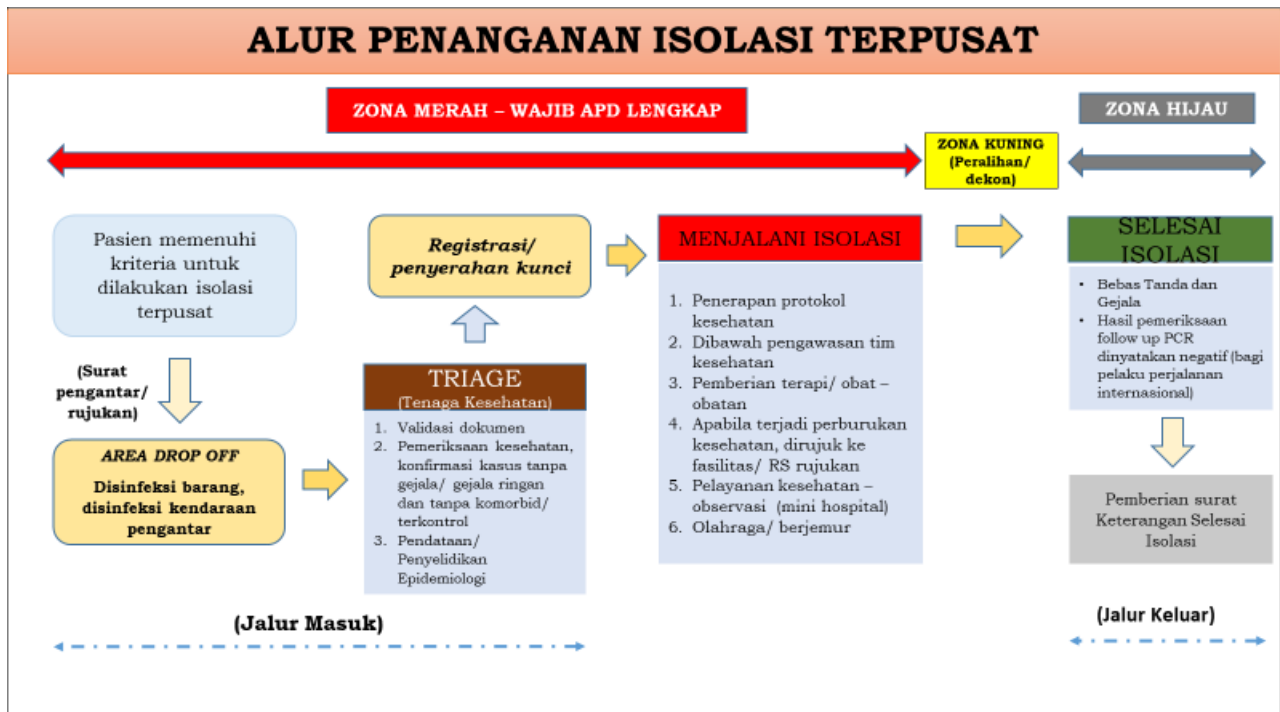 ALUR PENANGANAN ISOLASI TERPUSAT
ZONA MERAH – WAJIB APD LENGKAP
ZONA KUNING
(Peralihan/
dekon)
ZONA HIJAU
Pasien memenuhi
kriteria untuk
dilakukan isolasi
terpusat
(Surat
pengantar/
rujukan)
AREA DROP OFF
Disinfeksi barang,
disinfeksi kendaraan
pengantar
TRIAGE
(Tenaga Kesehatan)
1. Validasi dokumen
2. Pemeriksaan kesehatan,
konfirmasi kasus tanpa
gejala/ gejala ringan
dan tanpa komorbid/
terkontrol
3. Pendataan/
Penyelidikan
Epidemiologi
Registrasi/
penyerahan kunci
MENJALANI ISOLASI
1. Penerapan protokol
kesehatan
2. Dibawah pengawasan tim
kesehatan
3. Pemberian terapi/ obat –
obatan
4. Apabila terjadi perburukan
kesehatan, dirujuk ke
fasilitas/ RS rujukan
5. Pelayanan kesehatan –
observasi (mini hospital)
6. Olahraga/ berjemur
SELESAI
ISOLASI
• Bebas Tanda dan
Gejala
• Hasil pemeriksaan
follow up PCR
dinyatakan negatif (bagi
pelaku perjalanan
internasional)
Pemberian surat
Keterangan Selesai
Isolasi
(Jalur Masuk)
(Jalur Keluar)